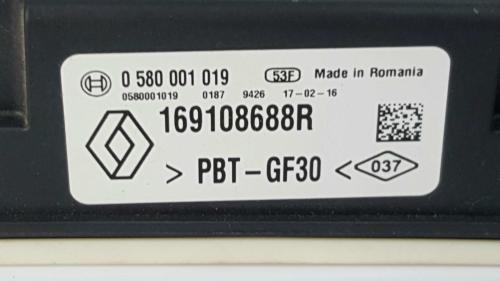 0 580 001 019 53F Made in Romania
0580001019 0187 9426 17-02-16
169108688R
> PBT-GF30 < 037